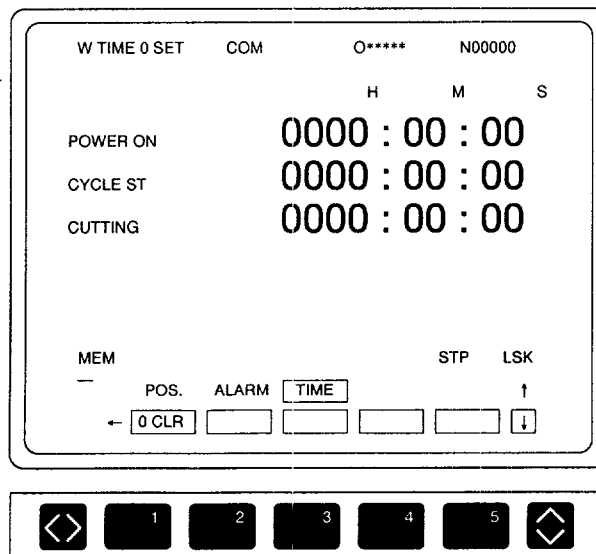 W TIME 0 SET COM O***** N00000
H M S
POWER ON 0000 : 00 : 00
CYCLE ST 0000 : 00 : 00
CUTTING 0000 : 00 : 00
MEM STP LSK
POS. ALARM TIME ↑
← 0 CLR ↓
1 2 3 4 5